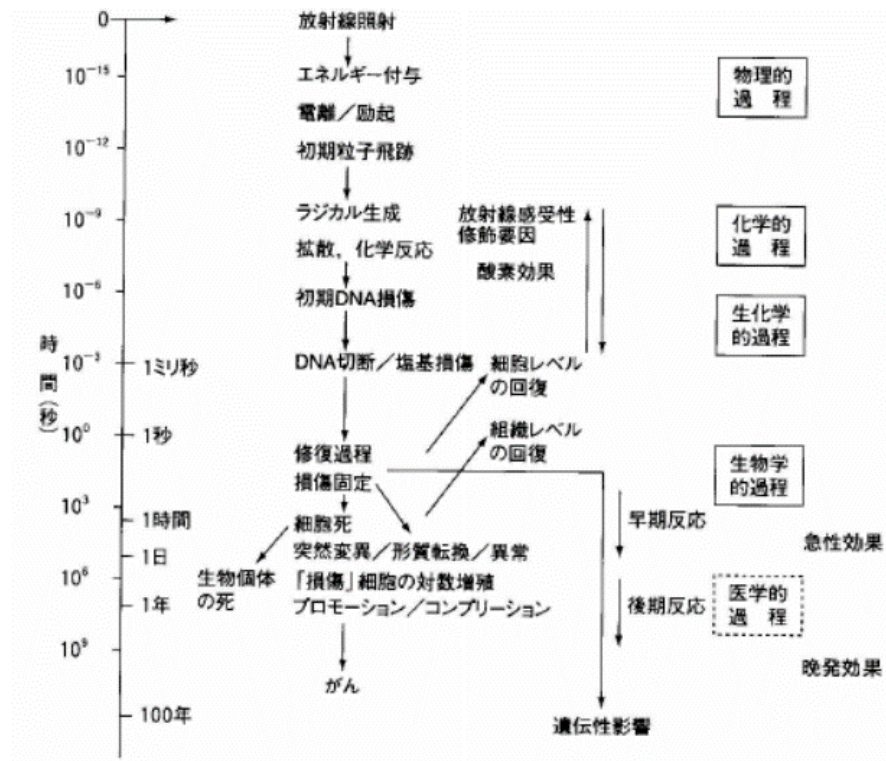 0
放射線照射
10⁻¹⁵
エネルギー付与
物理的
過　程
電離／励起
10⁻¹²
初期粒子飛跡
10⁻⁹
ラジカル生成
放射線感受性
修飾要因
化学的
過　程
拡散，化学反応
酸素効果
10⁻⁶
初期DNA損傷
生化学
的過程
時間（秒）
10⁻³
1ミリ秒
DNA切断／塩基損傷
細胞レベル
の回復
10⁰
1秒
組織レベル
の回復
修復過程
損傷固定
生物学
的過程
10³
1時間
細胞死
早期反応
急性効果
1日
突然変異／形質転換／異常
10⁶
生物個体
の死
「損傷」細胞の対数増殖
医学的
過　程
1年
プロモーション／コンプリーション
後期反応
10⁹
晩発効果
がん
100年
遺伝性影響